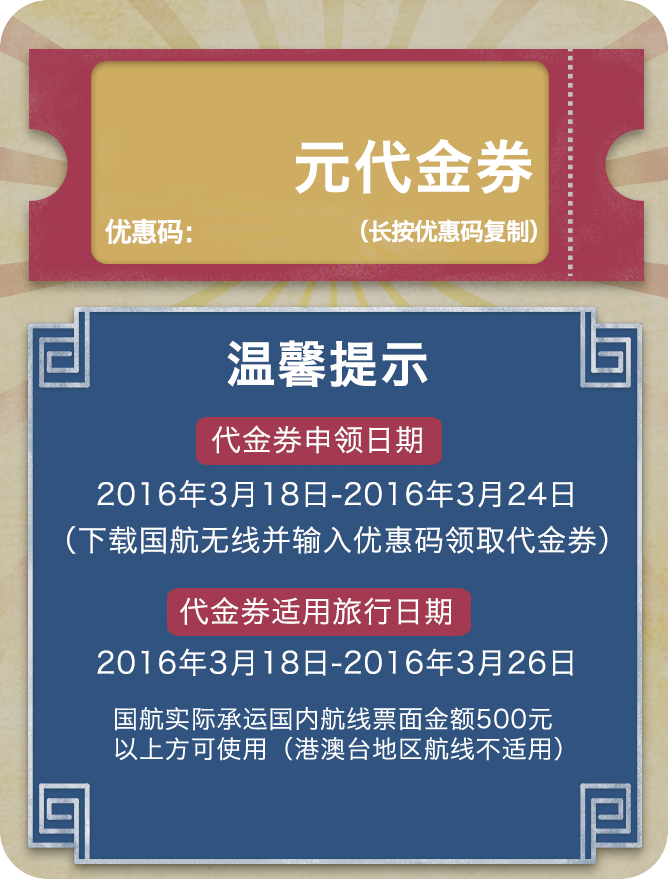 元代金券
优惠码：
（长按优惠码复制）
温馨提示
代金券申领日期
2016年3月18日-2016年3月24日
（下载国航无线并输入优惠码领取代金券）
代金券适用旅行日期
2016年3月18日-2016年3月26日
国航实际承运国内航线票面金额500元
以上方可使用（港澳台地区航线不适用）